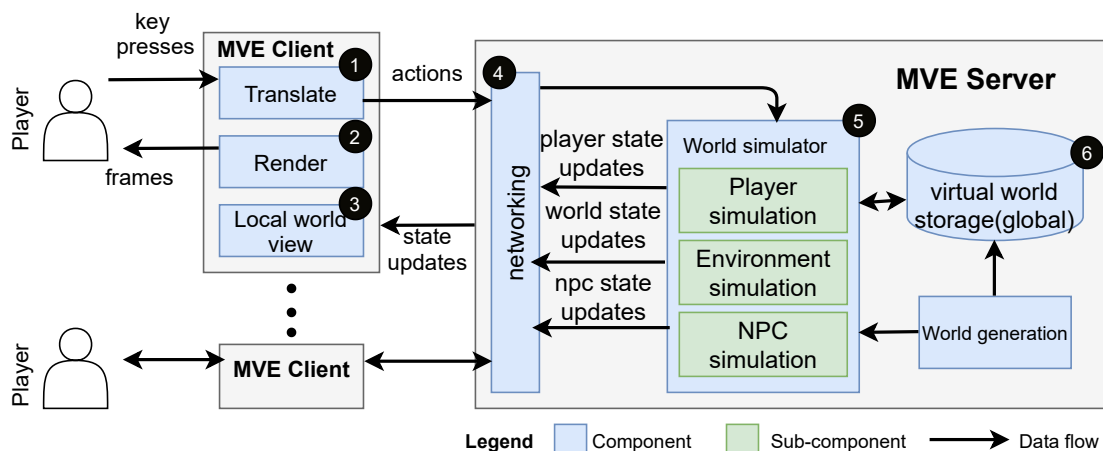 key
presses
Player
frames
MVE Client
1
Translate
2
Render
3
Local world
view
actions
state
updates
MVE Server
4
networking
player state
updates
world state
updates
npc state
updates
5
World simulator
Player
simulation
Environment
simulation
NPC
simulation
6
virtual world
storage(global)
World generation
Player
MVE Client
Legend
Component
Sub-component
Data flow